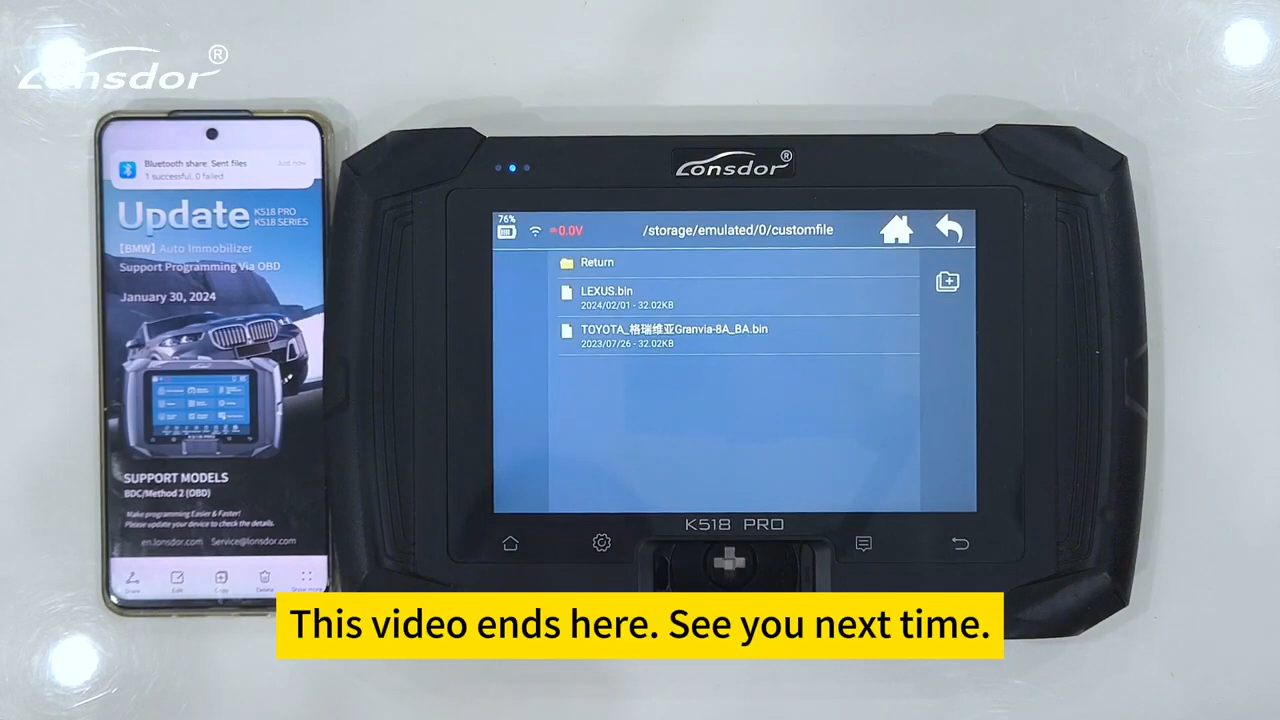 Lonsdor®
Bluetooth share: Sent files Just now
1 successful, 0 failed
Update K518 PRO
K518 SERIES
【BMW】Auto Immobilizer
Support Programming Via OBD
January 30, 2024
K518 PRO
SUPPORT MODELS
BDC/Method 2 (OBD)
Make programming Easier & Faster!
Please update your device to check the details.
en.lonsdor.com Service@lonsdor.com
Share Edit Copy Delete Show more
Lonsdor®
76%
0.0V /storage/emulated/0/customfile
Return
LEXUS.bin
2024/02/01 - 32.02KB
TOYOTA_格瑞维亚Granvia-8A_BA.bin
2023/07/26 - 32.02KB
K518 PRO
This video ends here. See you next time.